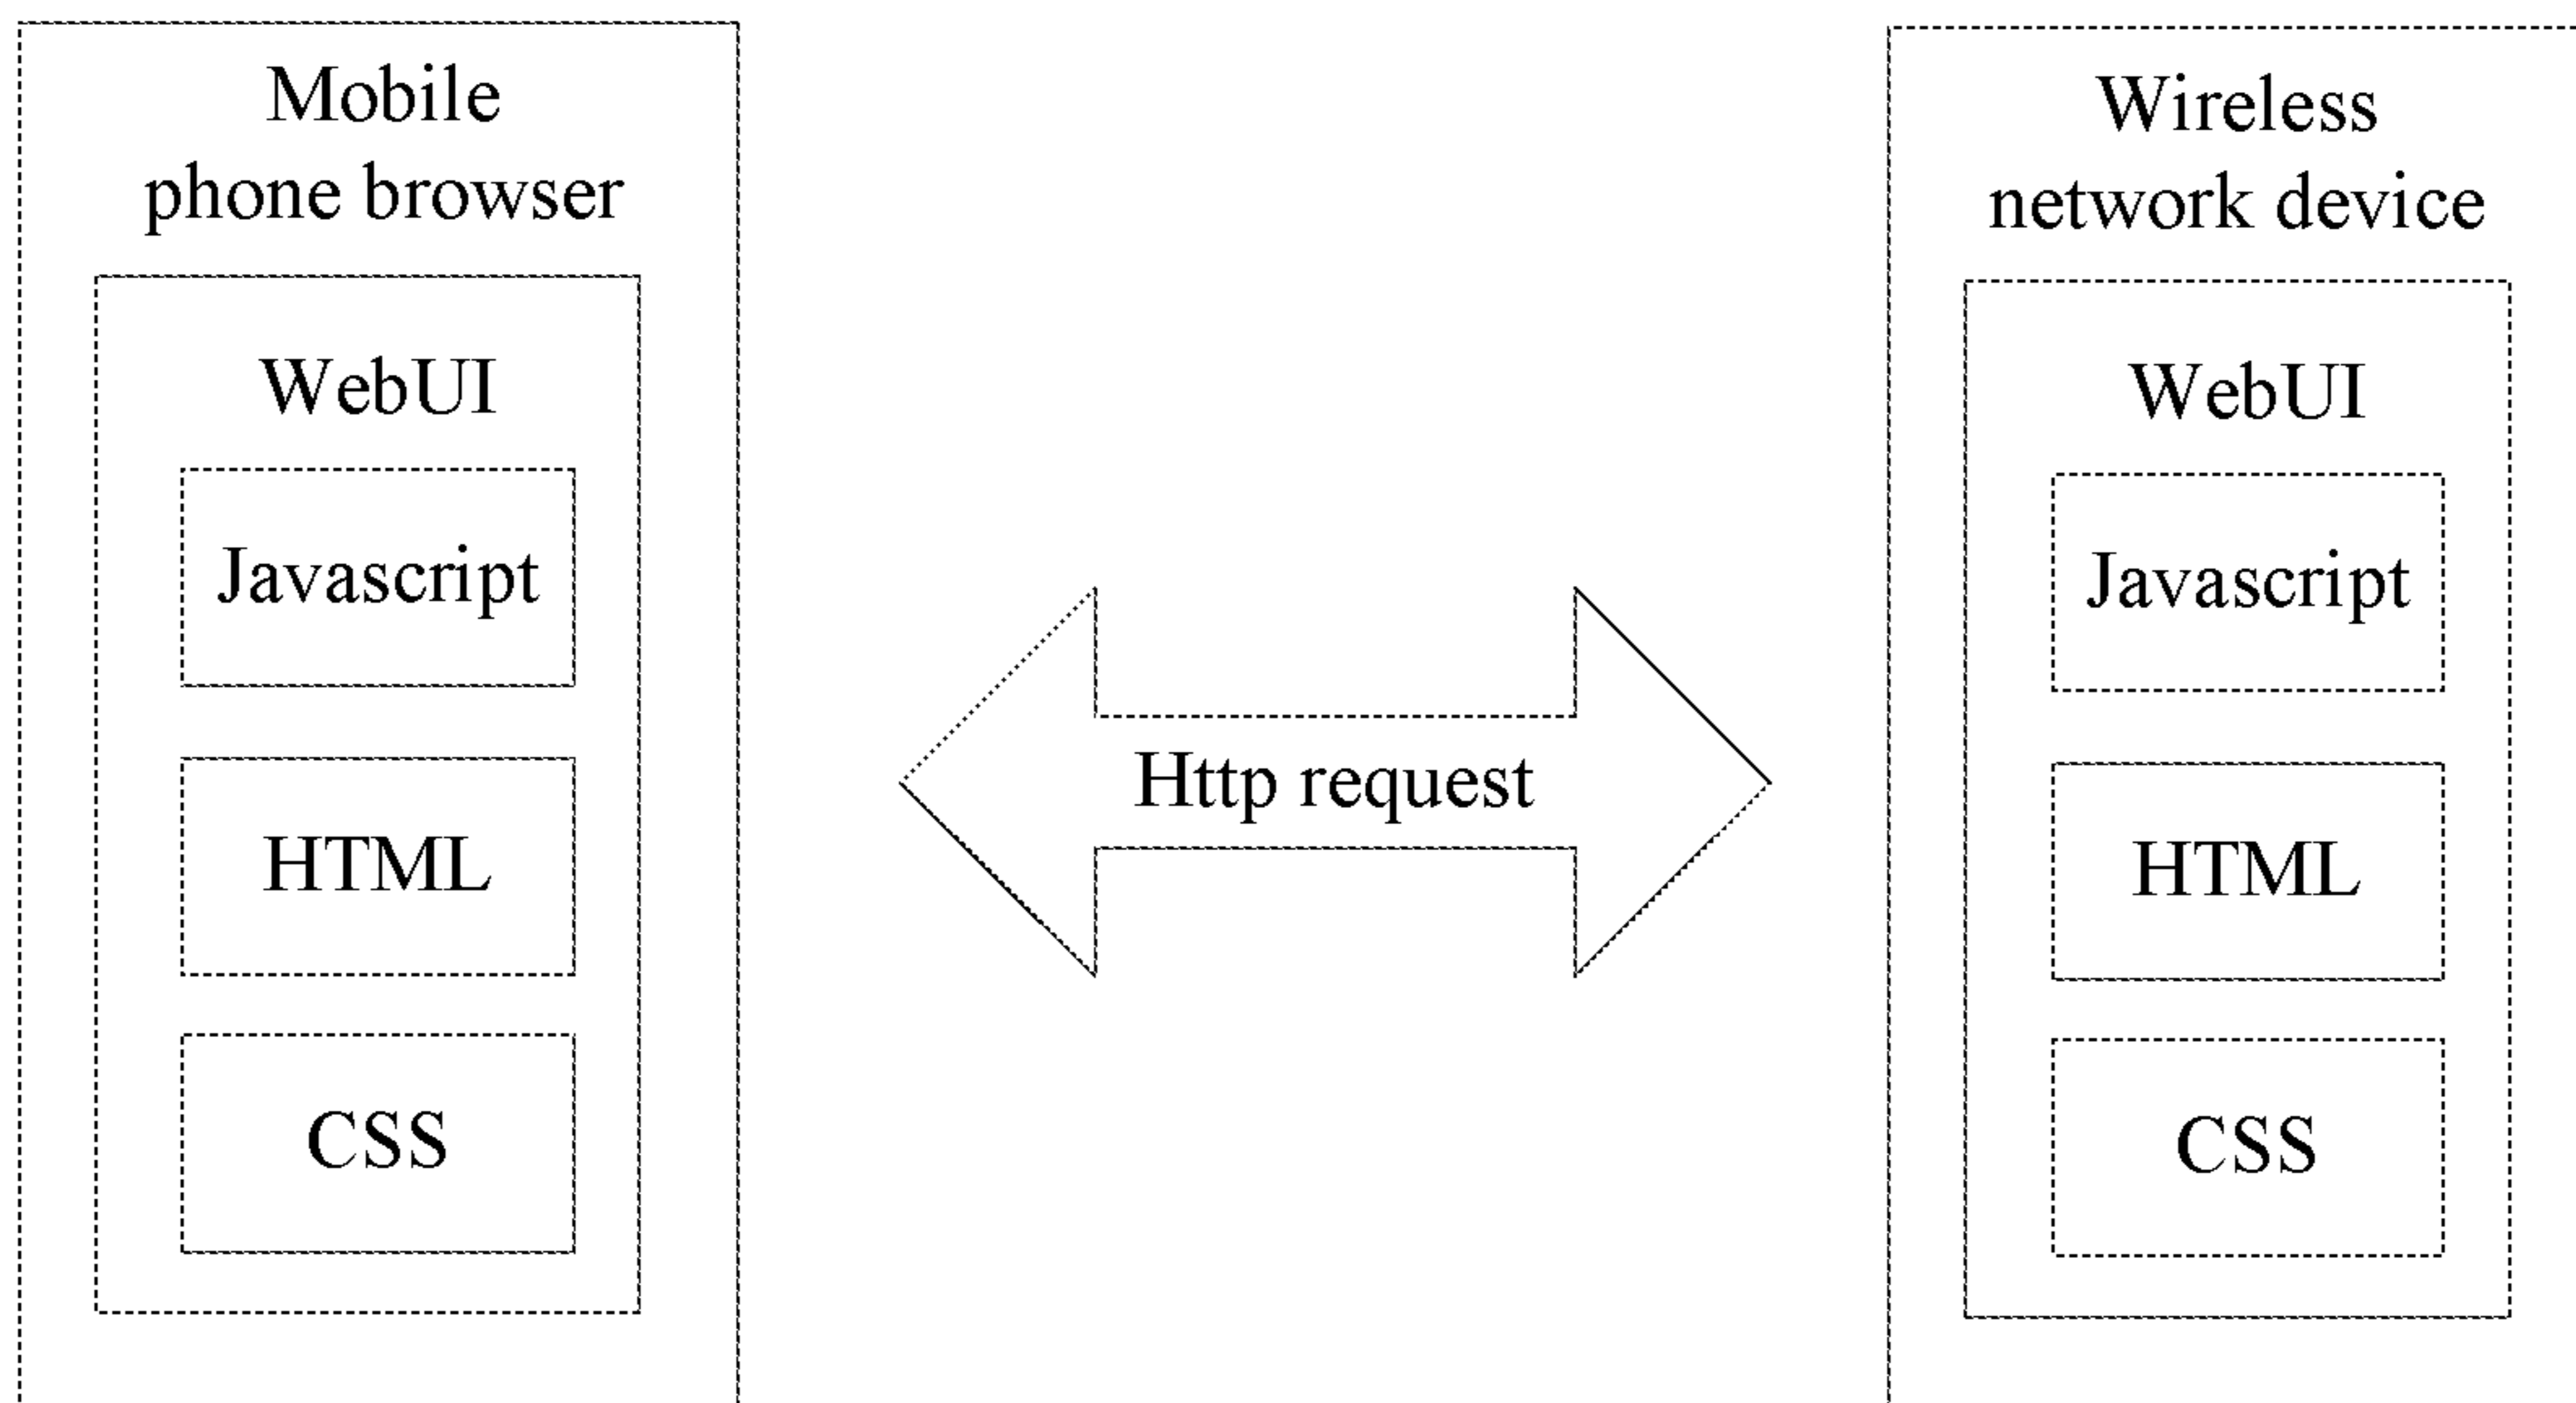 Mobile
phone browser
WebUI
Javascript
HTML
CSS
Http request
Wireless
network device
WebUI
Javascript
HTML
CSS